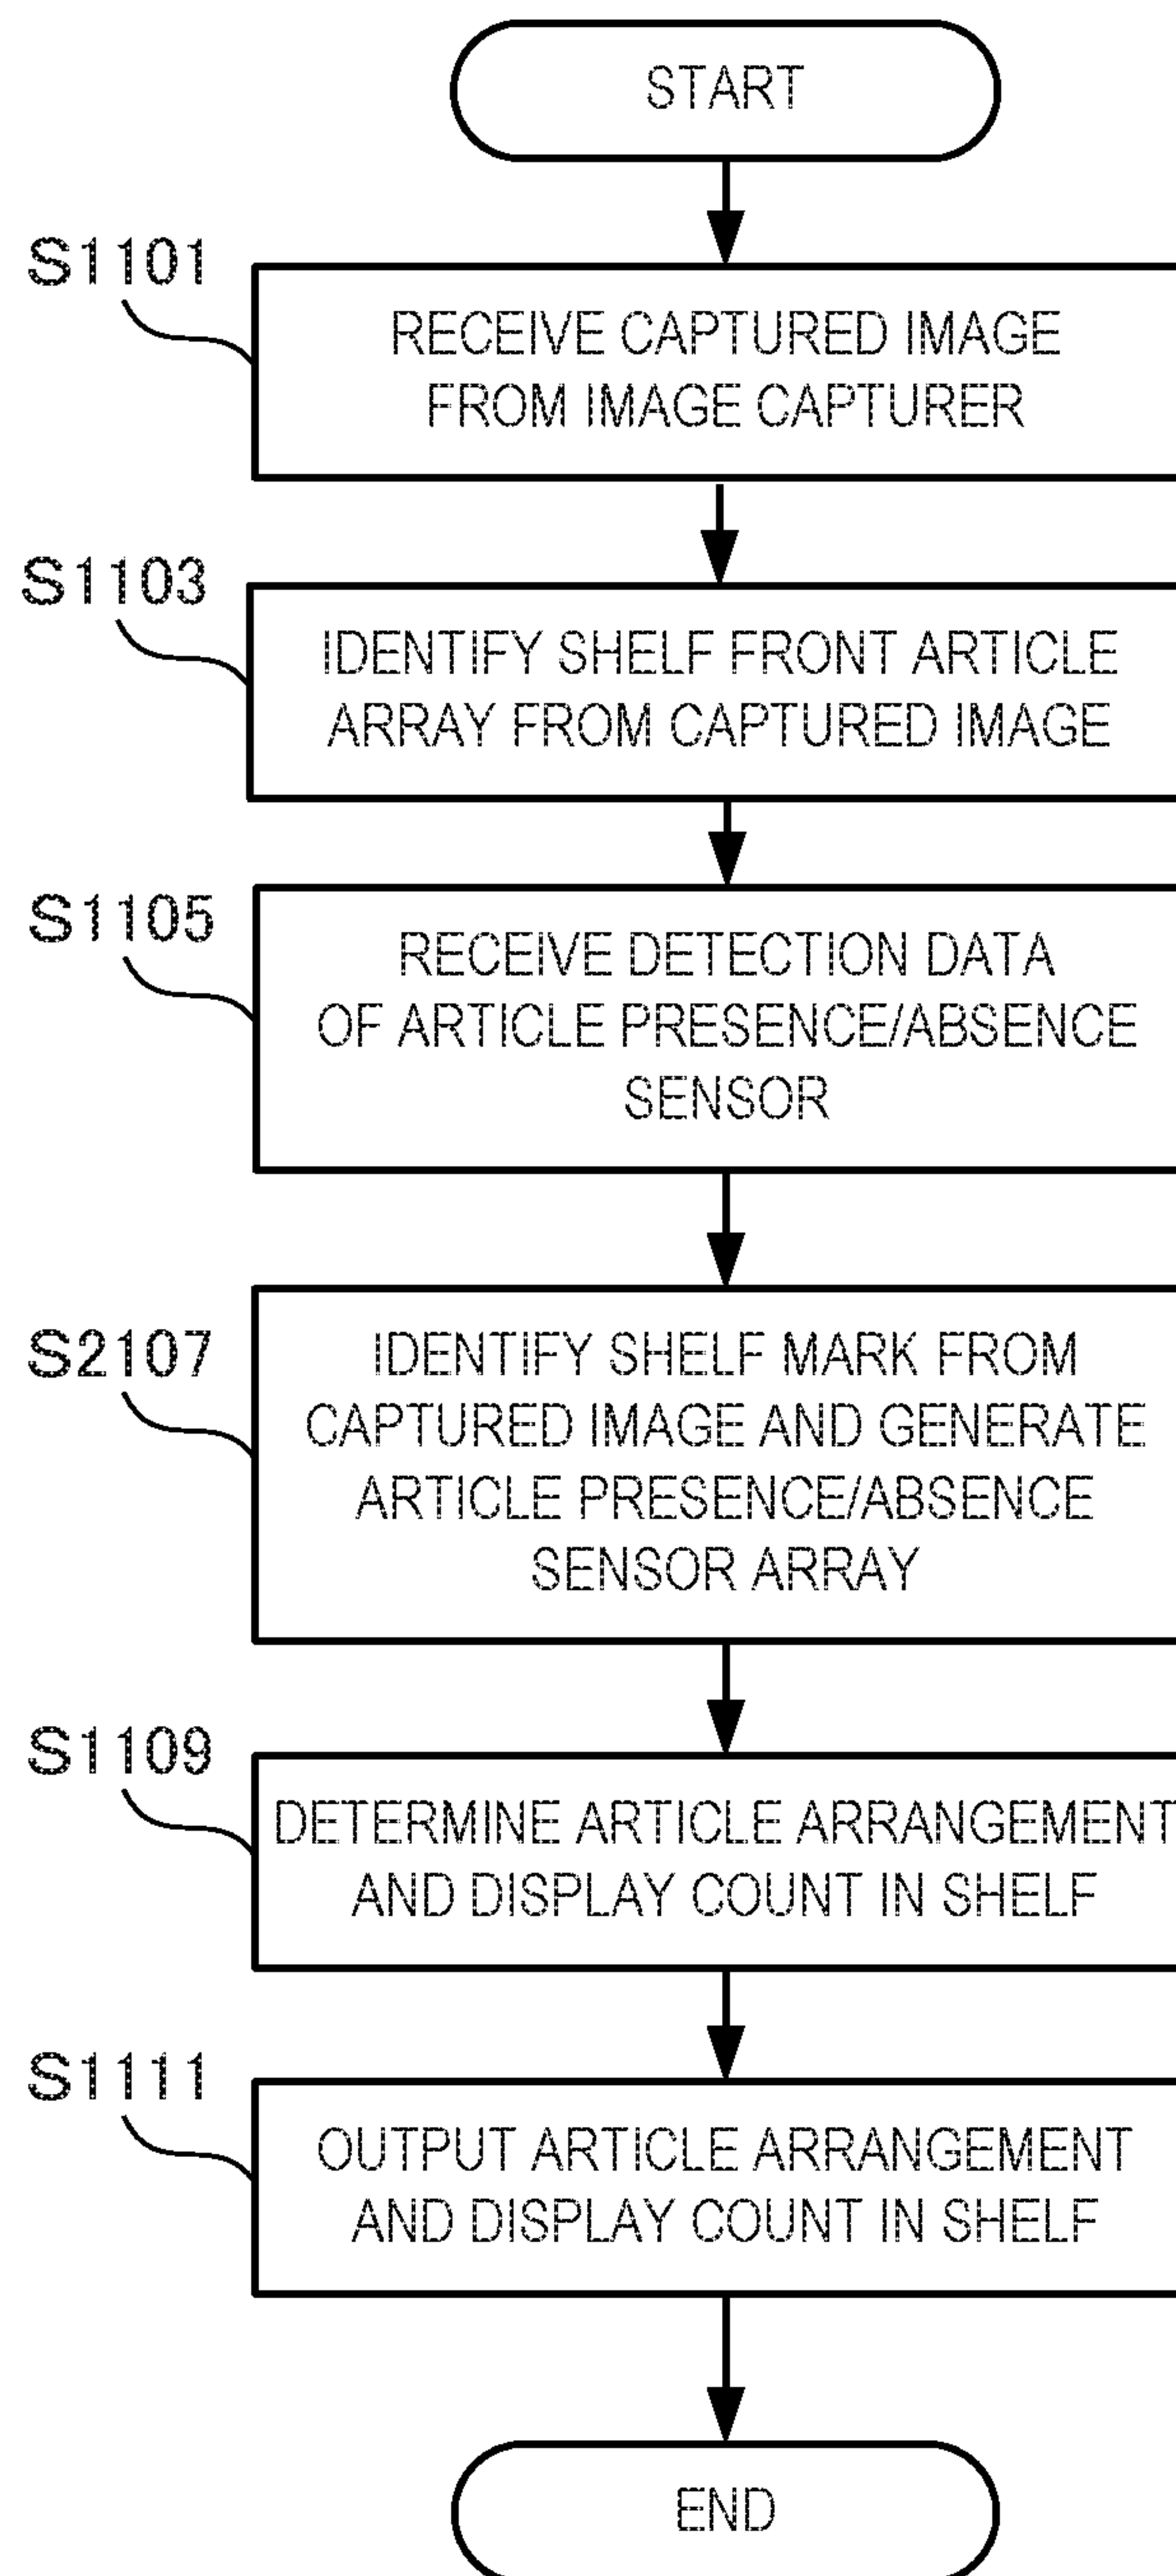 START
S1101
RECEIVE CAPTURED IMAGE
FROM IMAGE CAPTURER
S1103
IDENTIFY SHELF FRONT ARTICLE
ARRAY FROM CAPTURED IMAGE
S1105
RECEIVE DETECTION DATA
OF ARTICLE PRESENCE/ABSENCE
SENSOR
S2107
IDENTIFY SHELF MARK FROM
CAPTURED IMAGE AND GENERATE
ARTICLE PRESENCE/ABSENCE
SENSOR ARRAY
S1109
DETERMINE ARTICLE ARRANGEMENT
AND DISPLAY COUNT IN SHELF
S1111
OUTPUT ARTICLE ARRANGEMENT
AND DISPLAY COUNT IN SHELF
END